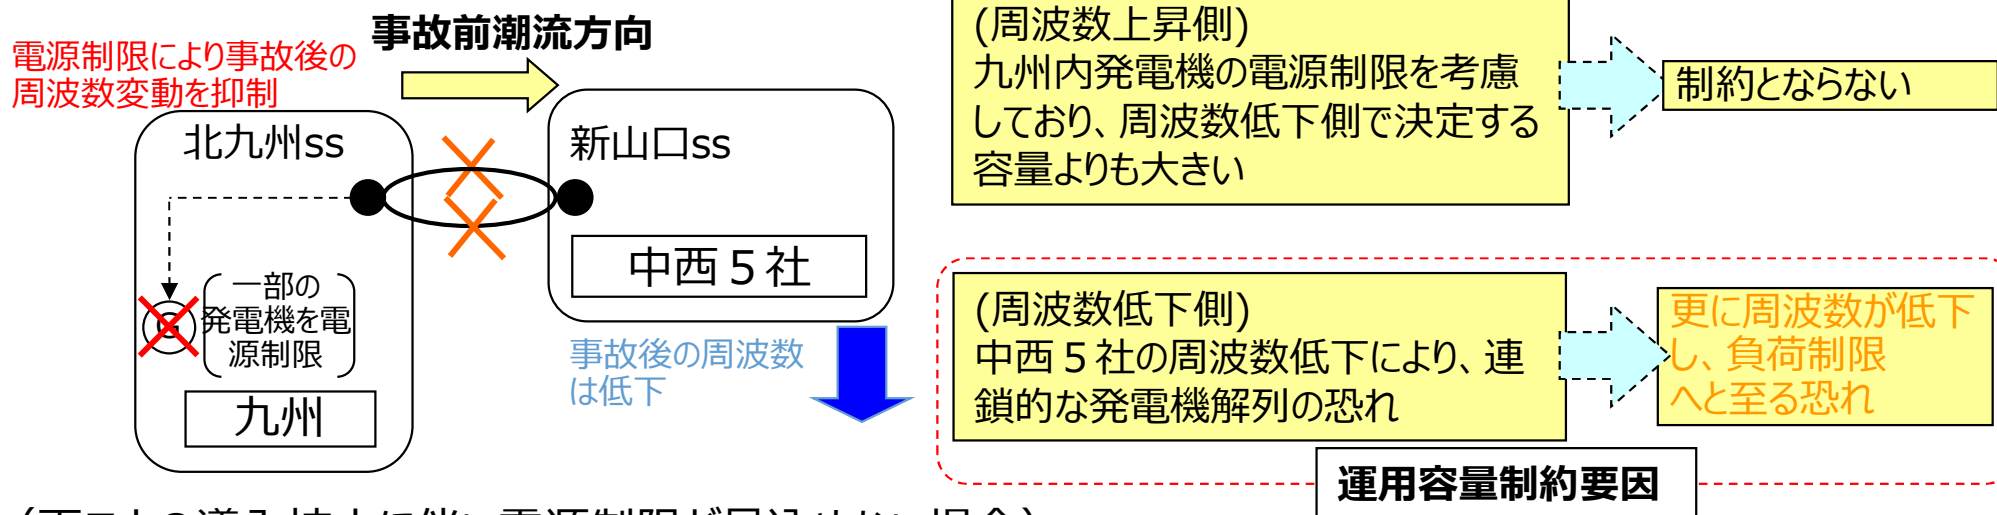 電源制限により事故後の
周波数変動を抑制
事故前潮流方向
北九州ss
新山口ss
中西５社
G
一部の
発電機を電
源制限
九州
事故後の周波数
は低下
(周波数上昇側)
九州内発電機の電源制限を考慮
しており、周波数低下側で決定する
容量よりも大きい
制約とならない
(周波数低下側)
中西５社の周波数低下により、連
鎖的な発電機解列の恐れ
更に周波数が低下
し、負荷制限
へと至る恐れ
運用容量制約要因